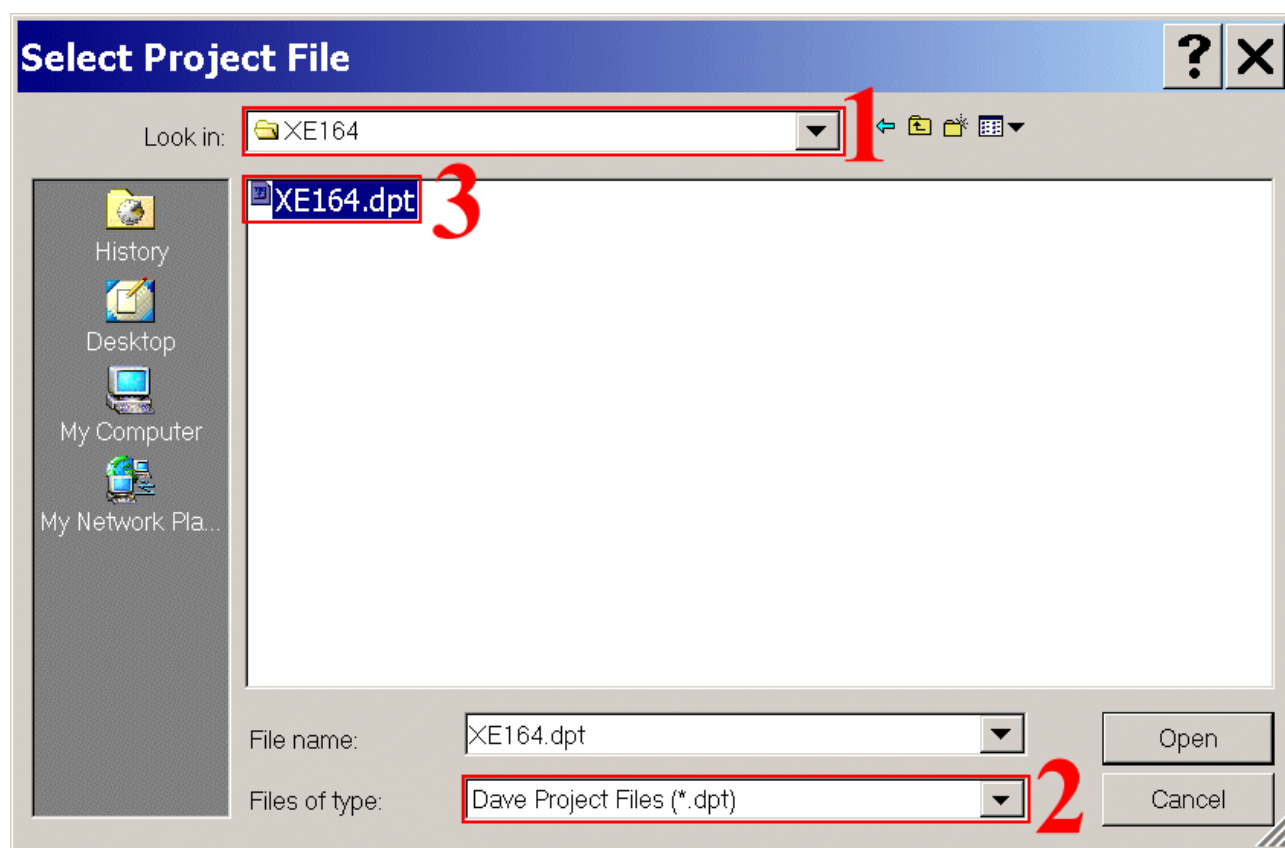 Select Project File
? X
Look in: XE164 1
XE164.dpt 3
History
Desktop
My Computer
My Network Pla...
File name: XE164.dpt Open
Files of type: Dave Project Files (*.dpt) 2 Cancel